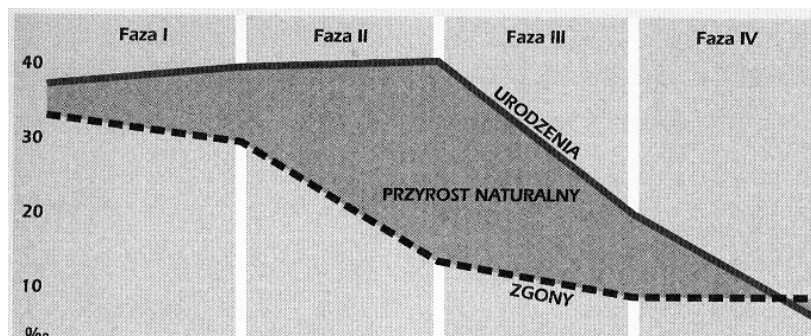 Faza I
Faza II
Faza III
Faza IV
40
30
20
10
‰
URODZENIA
PRZYROST NATURALNY
ZGONY